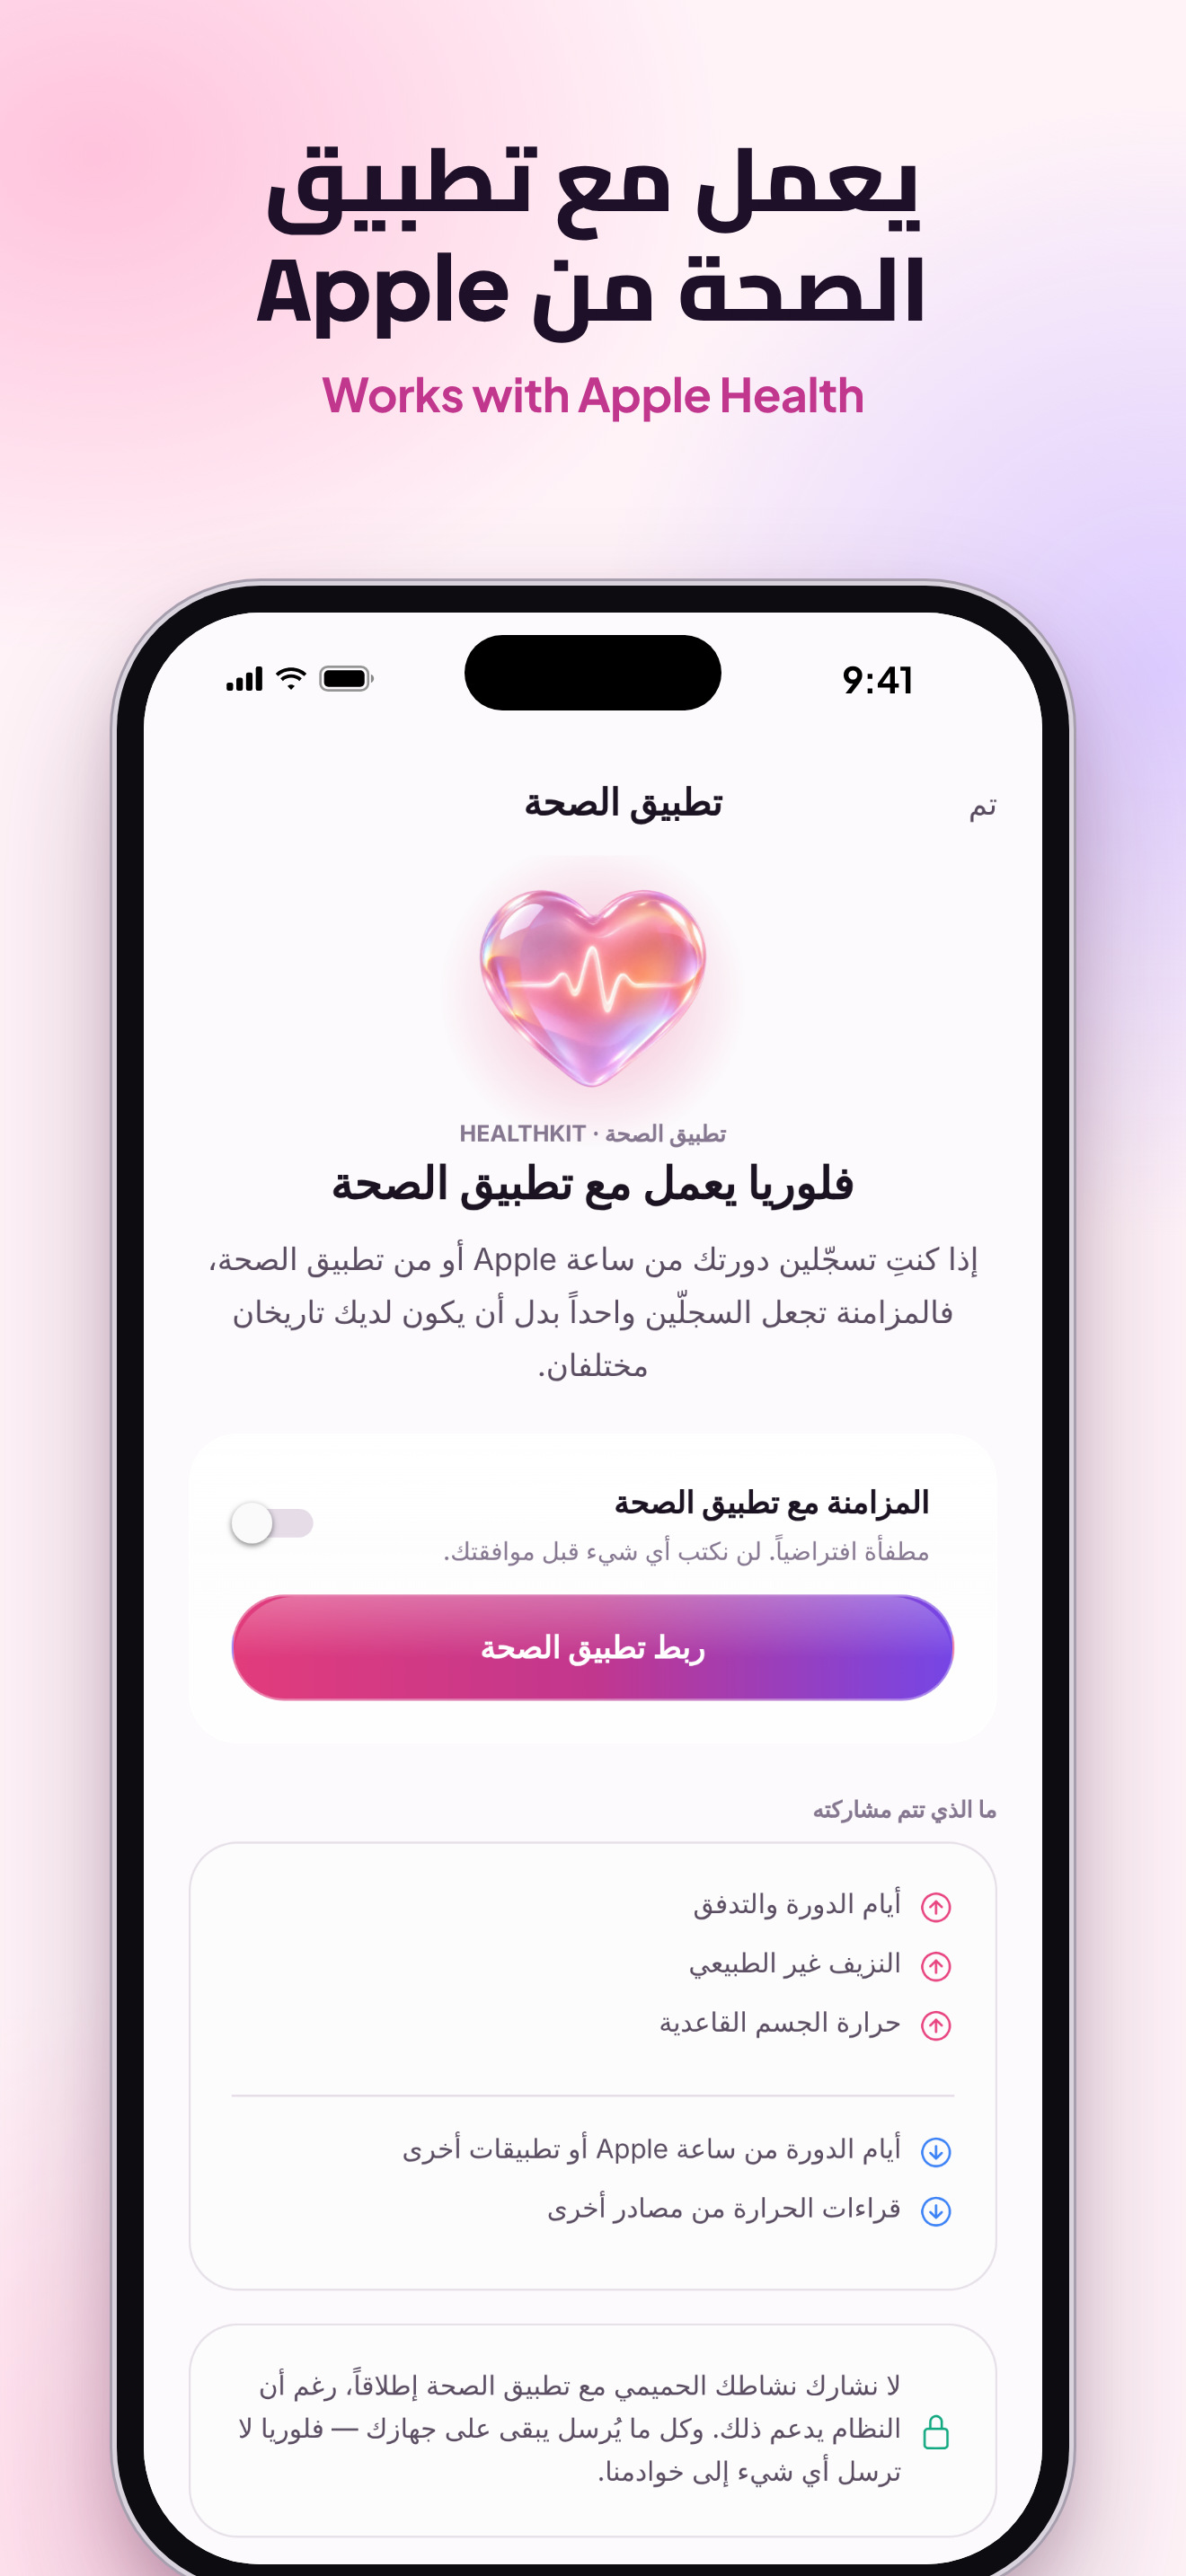 يعمل مع تطبيق
الصحة من Apple
Works with Apple Health
9:41
تم
تطبيق الصحة
تطبيق الصحة · HEALTHKIT
فلوريا يعمل مع تطبيق الصحة
إذا كنتِ تسجّلين دورتك من ساعة Apple أو من تطبيق الصحة،
فالمزامنة تجعل السجلّين واحداً بدل أن يكون لديك تاريخان
مختلفان.
المزامنة مع تطبيق الصحة
مطفأة افتراضياً. لن نكتب أي شيء قبل موافقتك.
ربط تطبيق الصحة
ما الذي تتم مشاركته
أيام الدورة والتدفق
النزيف غير الطبيعي
حرارة الجسم القاعدية
أيام الدورة من ساعة Apple أو تطبيقات أخرى
قراءات الحرارة من مصادر أخرى
لا نشارك نشاطك الحميمي مع تطبيق الصحة إطلاقاً، رغم أن
النظام يدعم ذلك. وكل ما يُرسل يبقى على جهازك — فلوريا لا
ترسل أي شيء إلى خوادمنا.